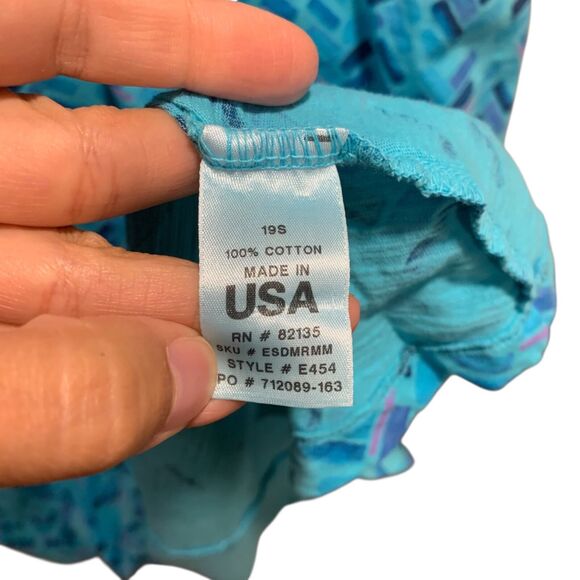 19S
100% COTTON
MADE IN
USA
RN # 82135
SKU # ESDMRMM
STYLE # E454
PO # 712089-163